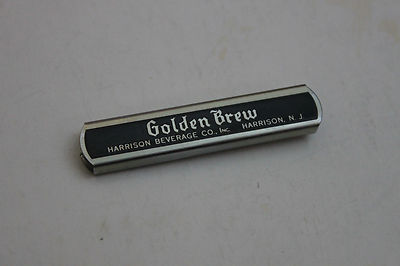 Golden Brew
HARRISON BEVERAGE CO., INC. HARRISON, N. J